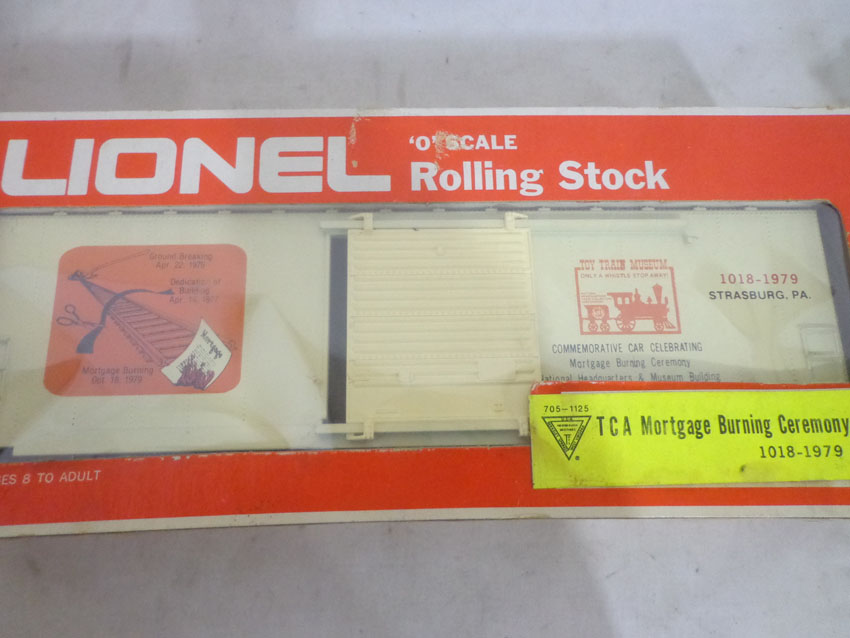 LIONEL
'O' SCALE
Rolling Stock
Ground Breaking
Apr. 22, 1975
Dedication of
Building
Apr. 14, 1977
Mortgage
Mortgage Burning
Oct. 18, 1979
TOY TRAIN MUSEUM
ONLY A WHISTLE STOP AWAY!
1018-1979
STRASBURG, PA.
COMMEMORATIVE CAR CELEBRATING
Mortgage Burning Ceremony
National Headquarters & Museum Building
705-1125
TCA Mortgage Burning Ceremony
1018-1979
ES 8 TO ADULT